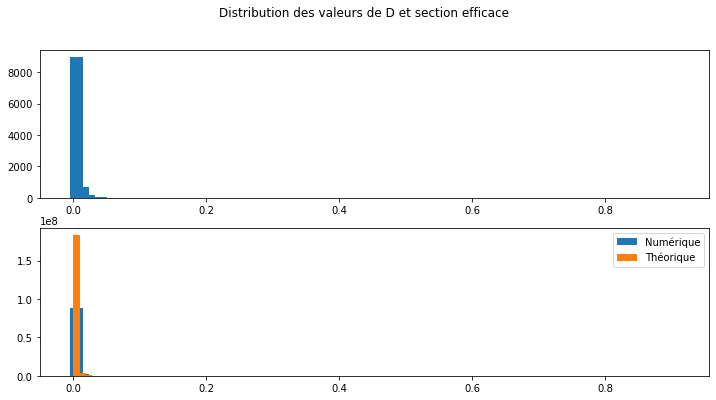 Distribution des valeurs de D et section efficace
8000
6000
4000
2000
0
0.0 0.2 0.4 0.6 0.8
1e8
1.5
1.0
0.5
0.0
Numérique
Théorique
0.0 0.2 0.4 0.6 0.8